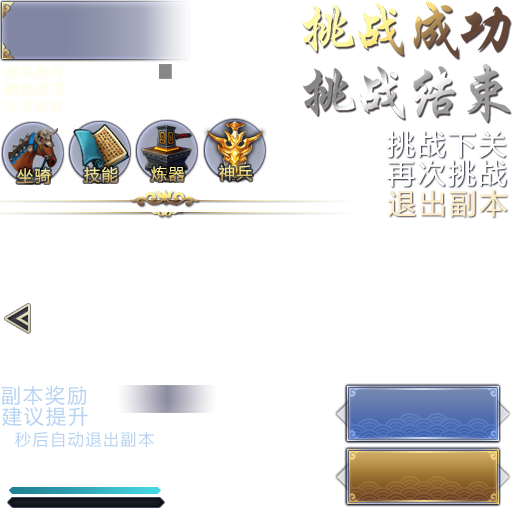 挑战成功
挑战结束
挑战下关
再次挑战
退出副本
坐骑
技能
炼器
神兵
副本奖励
建议提升
秒后自动退出副本